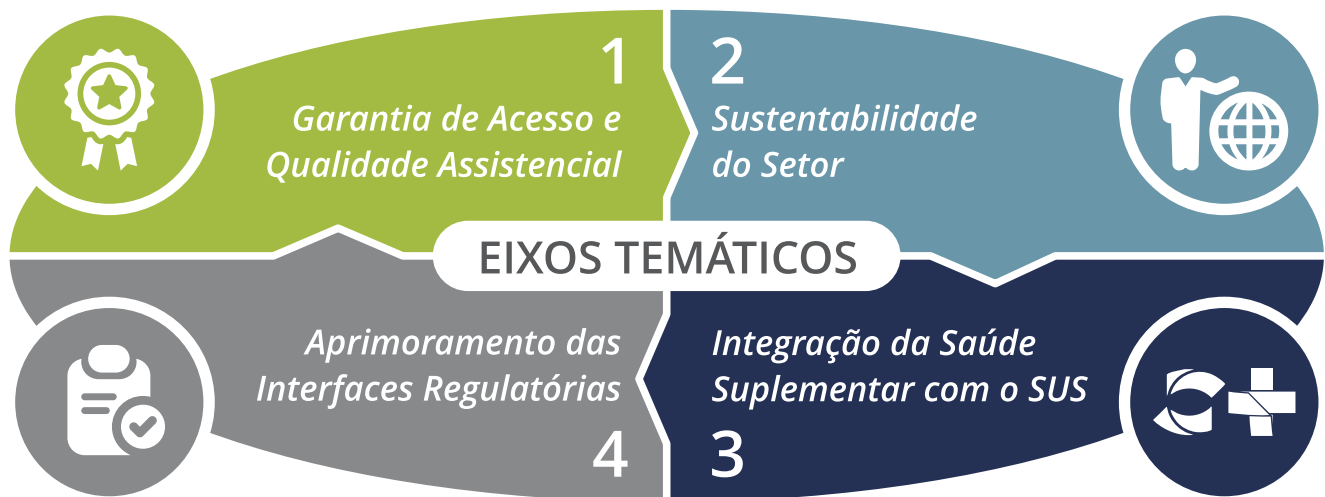 1
Garantia de Acesso e
Qualidade Assistencial
2
Sustentabilidade
do Setor
EIXOS TEMÁTICOS
Integração da Saúde
Suplementar com o SUS
3
Aprimoramento das
Interfaces Regulatórias
4